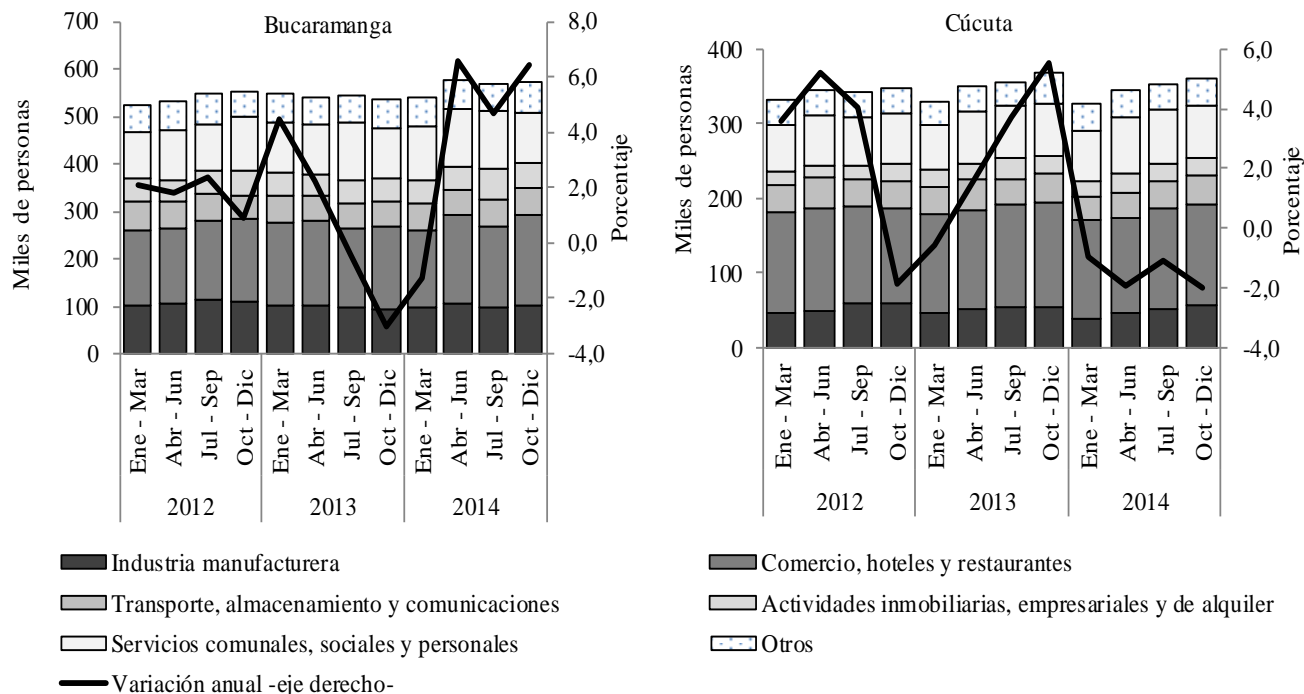 Bucaramanga
Miles de personas
700
600
500
400
300
200
100
0
8,0
6,0
4,0
2,0
0,0
-2,0
-4,0
Porcentaje
Ene - Mar
Abr - Jun
Jul - Sep
Oct - Dic
Ene - Mar
Abr - Jun
Jul - Sep
Oct - Dic
Ene - Mar
Abr - Jun
Jul - Sep
Oct - Dic
2012 2013 2014
Cúcuta
Miles de personas
400
300
200
100
0
6,0
4,0
2,0
0,0
-2,0
-4,0
Porcentaje
Ene - Mar
Abr - Jun
Jul - Sep
Oct - Dic
Ene - Mar
Abr - Jun
Jul - Sep
Oct - Dic
Ene - Mar
Abr - Jun
Jul - Sep
Oct - Dic
2012 2013 2014
Industria manufacturera
Comercio, hoteles y restaurantes
Transporte, almacenamiento y comunicaciones
Actividades inmobiliarias, empresariales y de alquiler
Servicios comunales, sociales y personales
Otros
Variación anual -eje derecho-